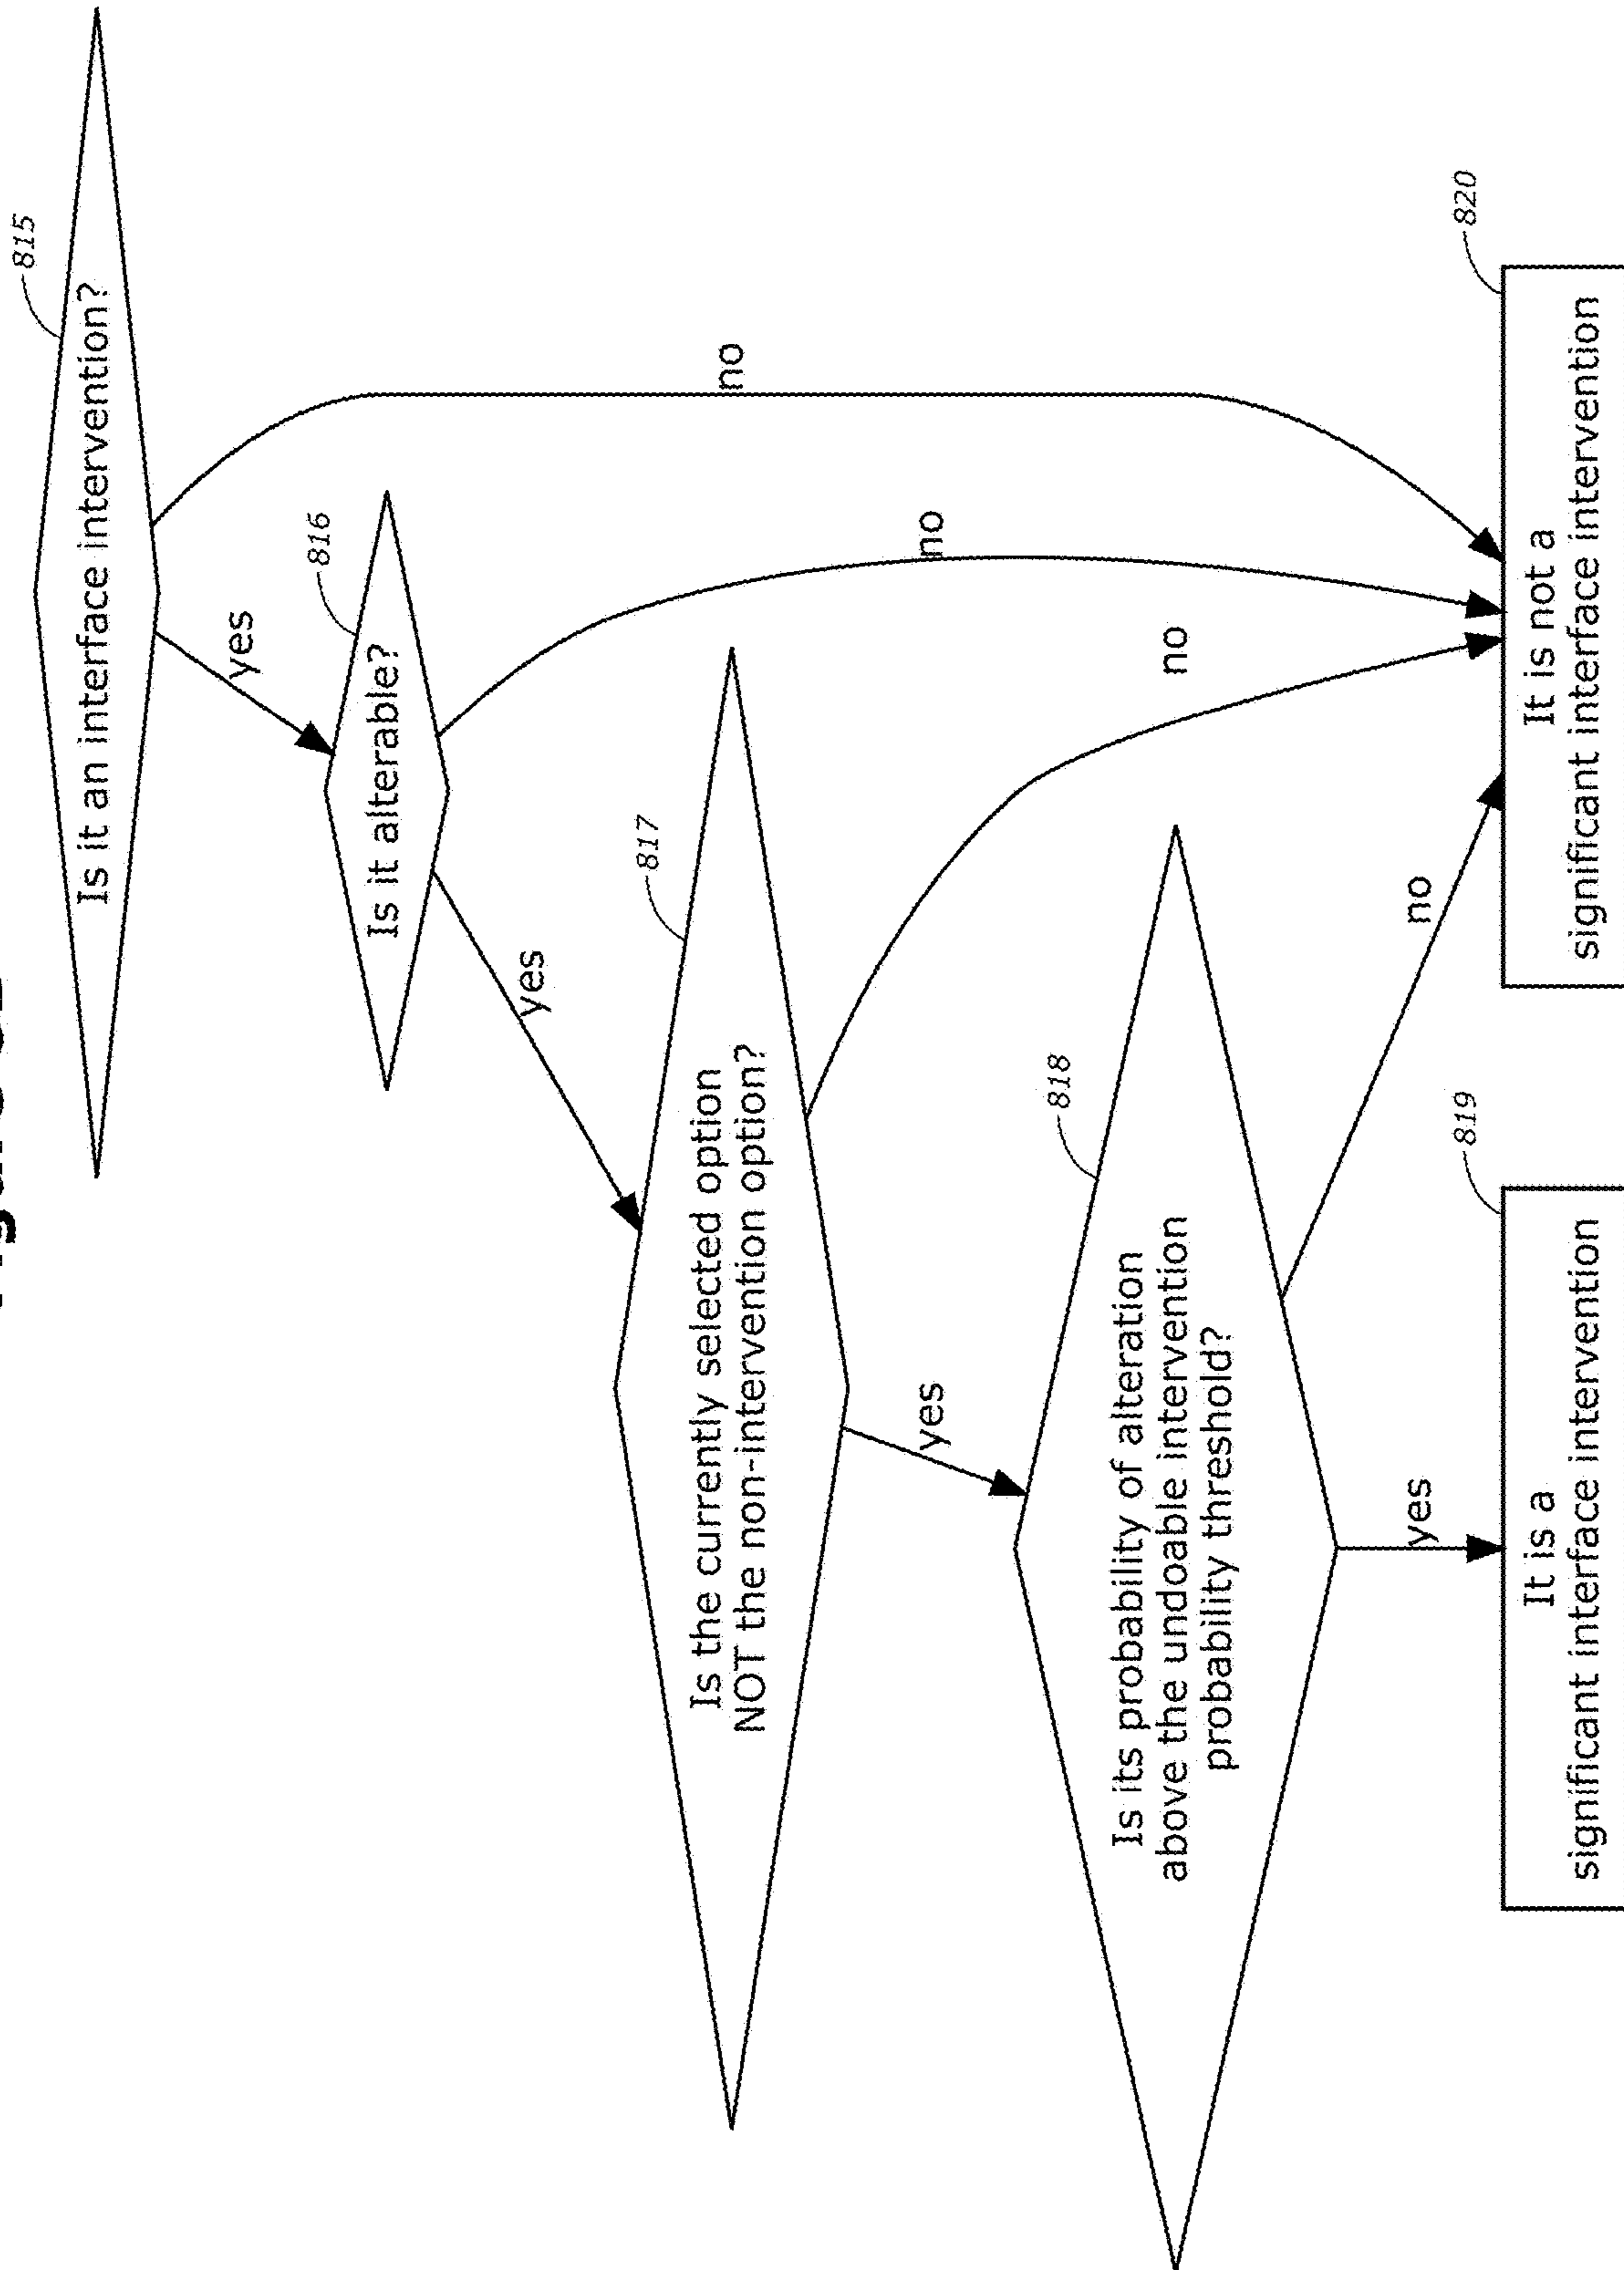 815
Is it an interface intervention?
yes
no
816
Is it alterable?
yes
no
817
Is the currently selected option
NOT the non-intervention option?
yes
no
818
Is its probability of alteration
above the undoable intervention
probability threshold?
yes
no
819
It is a
significant interface intervention
820
It is not a
significant interface intervention